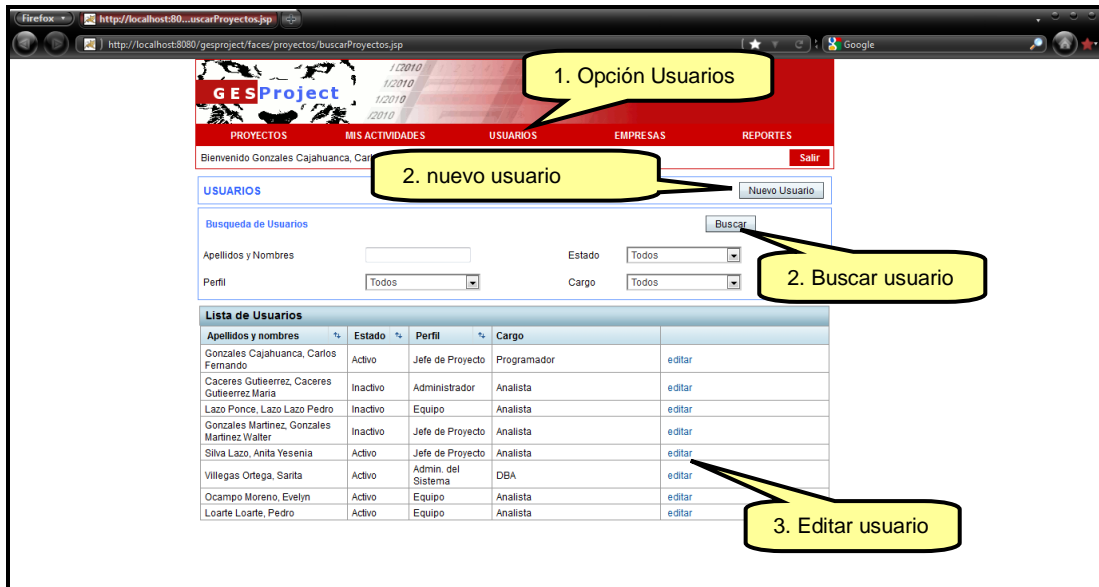 Firefox
http://localhost:80...uscarProyectos.jsp
http://localhost:8080/gesproject/faces/proyectos/buscarProyectos.jsp
Google
GESProject
1/2010
1/2010
1/2010
/2010
1. Opción Usuarios
PROYECTOS MIS ACTIVIDADES USUARIOS EMPRESAS REPORTES
Bienvenido Gonzales Cajahuanca, Car
Salir
2. nuevo usuario
USUARIOS
Nuevo Usuario
Busqueda de Usuarios
Buscar
Apellidos y Nombres
Estado Todos
Perfil Todos
Cargo Todos
2. Buscar usuario
Lista de Usuarios
Apellidos y nombres Estado Perfil Cargo
Gonzales Cajahuanca, Carlos Fernando Activo Jefe de Proyecto Programador editar
Caceres Gutieerrez, Caceres Gutieerrez Maria Inactivo Administrador Analista editar
Lazo Ponce, Lazo Lazo Pedro Inactivo Equipo Analista editar
Gonzales Martinez, Gonzales Martinez Walter Inactivo Jefe de Proyecto Analista editar
Silva Lazo, Anita Yesenia Activo Jefe de Proyecto Analista editar
Villegas Ortega, Sarita Activo Admin. del Sistema DBA editar
Ocampo Moreno, Evelyn Activo Equipo Analista editar
Loarte Loarte, Pedro Activo Equipo Analista editar
3. Editar usuario